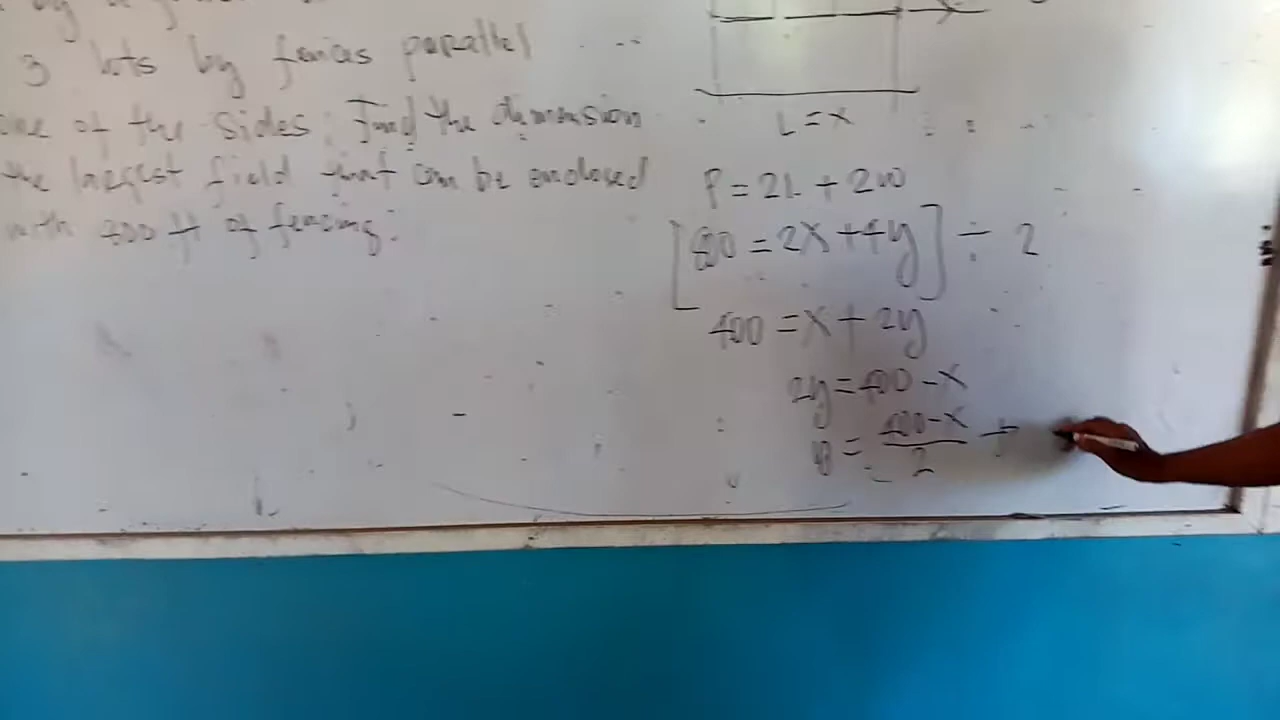 3 lots by fences parallel
one of the sides: Find the dimension
the largest field that can be enclosed
with 800 ft of fencing:
L = x
P = 2L + 2w
[800 = 2x + 4y] ÷ 2
400 = x + 2y
2y = 400 - x
y = 400 - x / 2